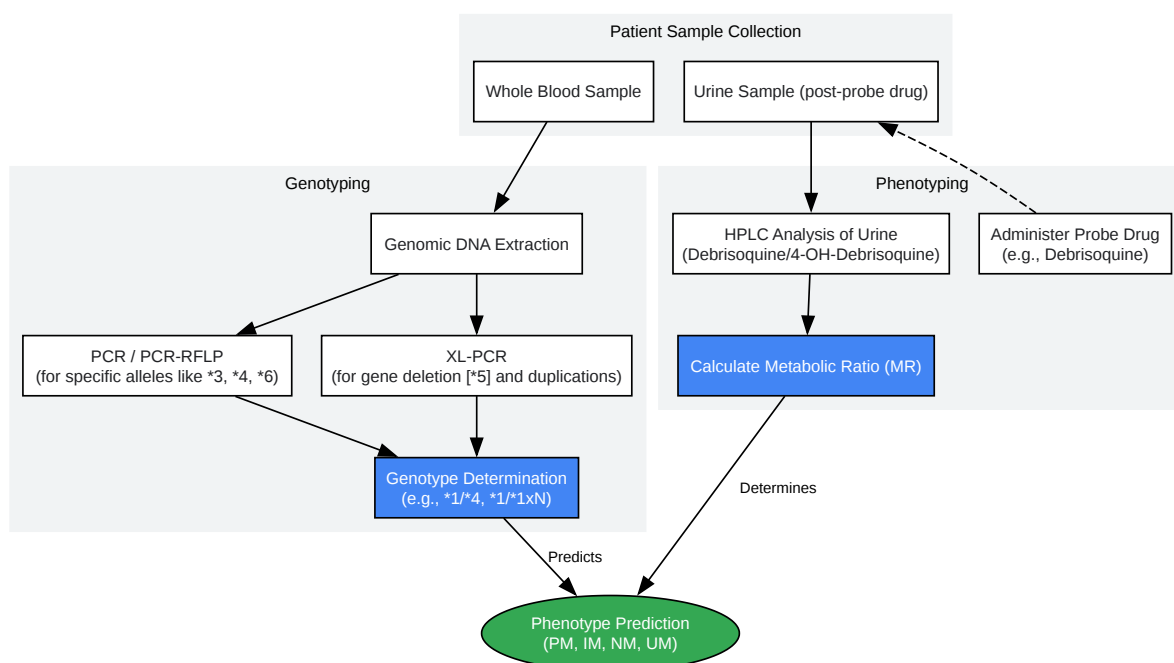 Patient Sample Collection
Whole Blood Sample
Urine Sample (post-probe drug)
Genotyping
Phenotyping
Genomic DNA Extraction
HPLC Analysis of Urine
(Debrisoquine/4-OH-Debrisoquine)
Administer Probe Drug
(e.g., Debrisoquine)
PCR / PCR-RFLP
(for specific alleles like *3, *4, *6)
XL-PCR
(for gene deletion [*5] and duplications)
Calculate Metabolic Ratio (MR)
Genotype Determination
(e.g., *1/*4, *1/*1xN)
Determines
Predicts
Phenotype Prediction
(PM, IM, NM, UM)